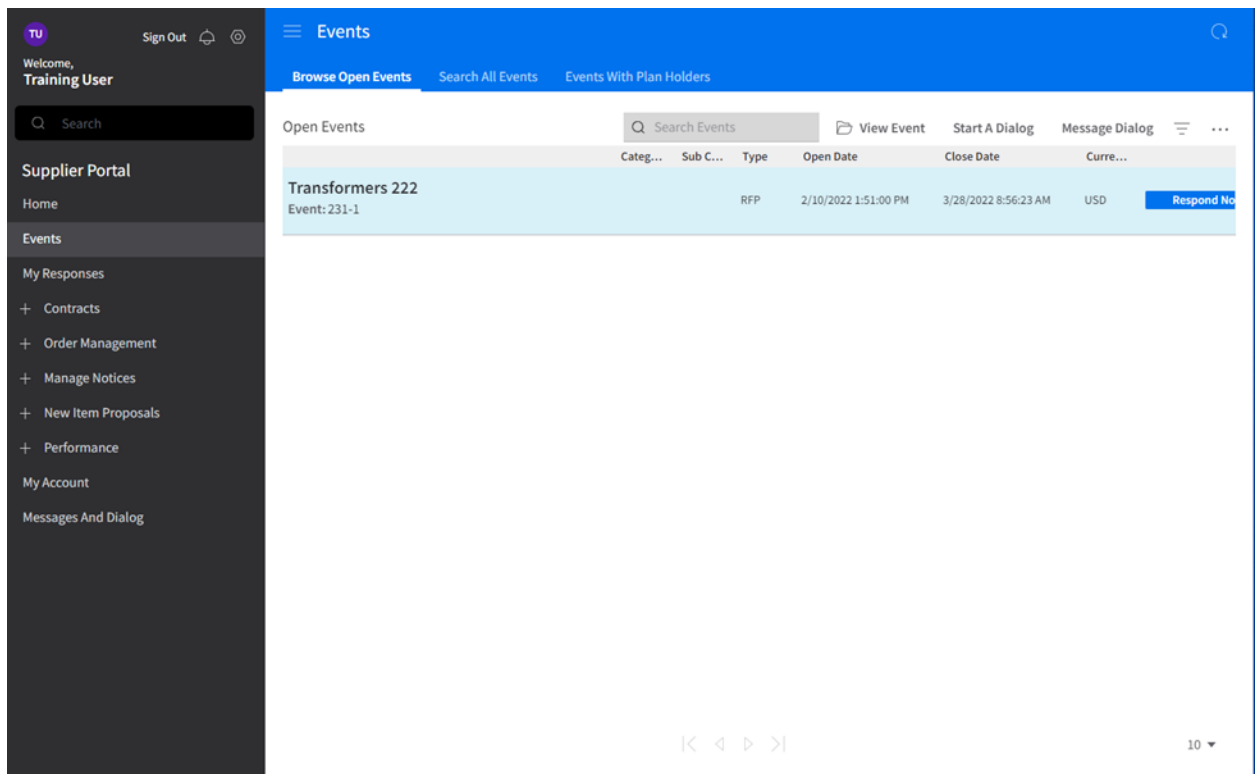 TU
Sign Out
Welcome,
Training User
Search
Supplier Portal
Home
Events
My Responses
+ Contracts
+ Order Management
+ Manage Notices
+ New Item Proposals
+ Performance
My Account
Messages And Dialog
Events
Browse Open Events Search All Events Events With Plan Holders
Open Events Search Events View Event Start A Dialog Message Dialog ...
Categ... Sub C... Type Open Date Close Date Curre...
Transformers 222
Event: 231-1
RFP 2/10/2022 1:51:00 PM 3/28/2022 8:56:23 AM USD Respond No
10